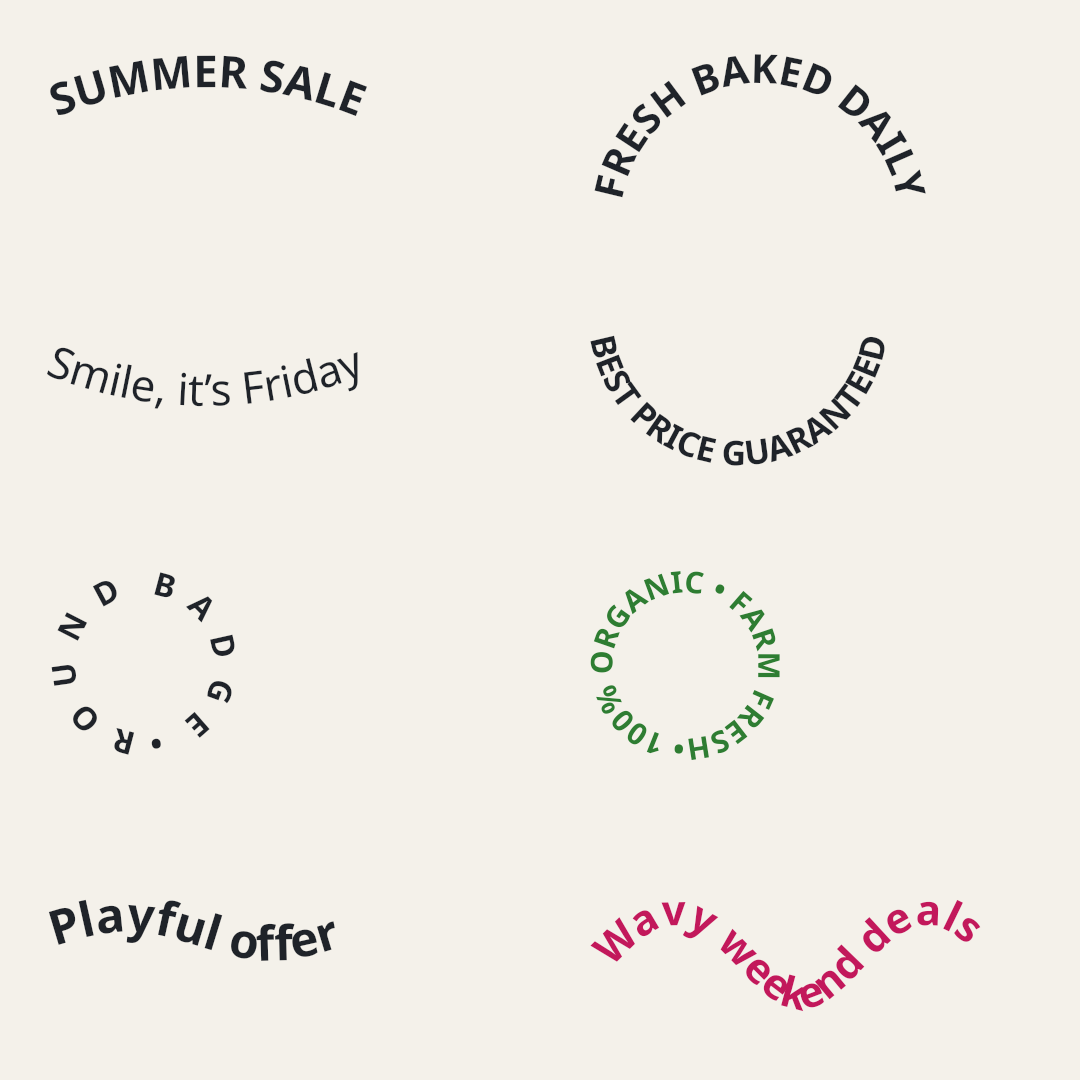 SUMMER SALE
FRESH BAKED DAILY
Smile, it’s Friday
BEST PRICE GUARANTEED
ROUND BADGE •
100% ORGANIC • FARM FRESH •
Playful offer
Wavy weekend deals